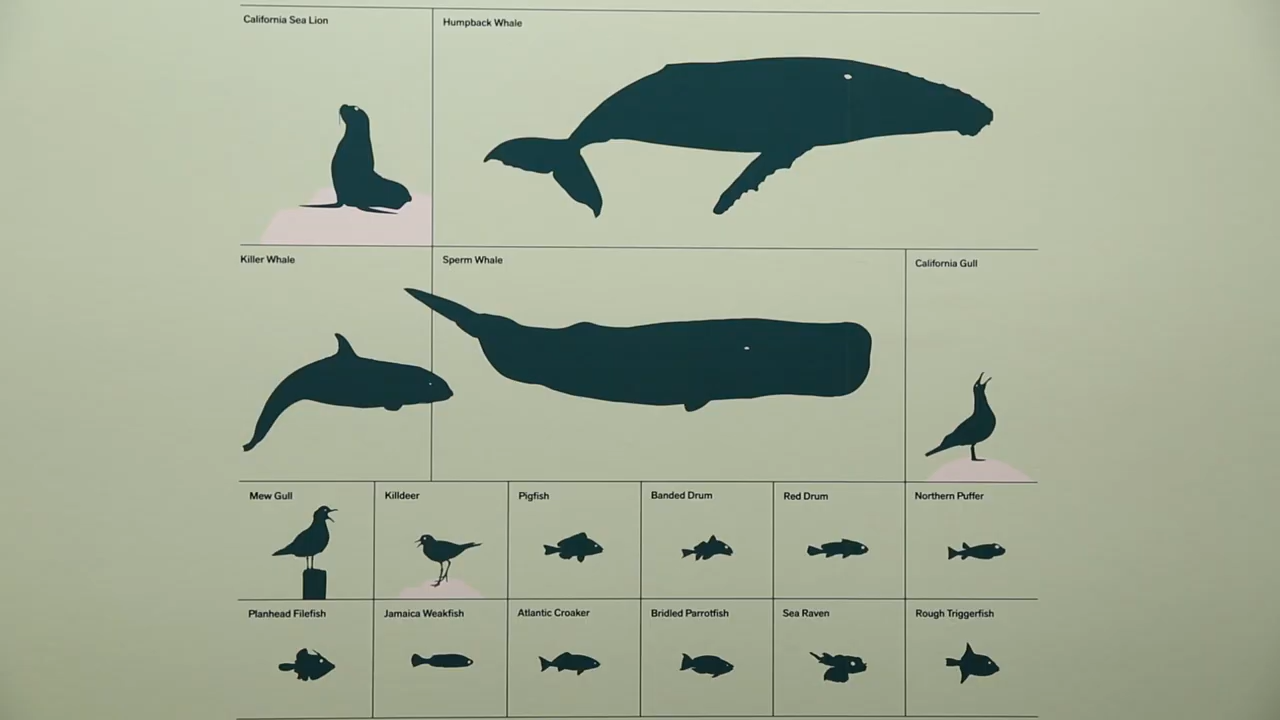 California Sea Lion
Humpback Whale
Killer Whale
Sperm Whale
California Gull
Mew Gull
Killdeer
Pigfish
Banded Drum
Red Drum
Northern Puffer
Planhead Filefish
Jamaica Weakfish
Atlantic Croaker
Bridled Parrotfish
Sea Raven
Rough Triggerfish